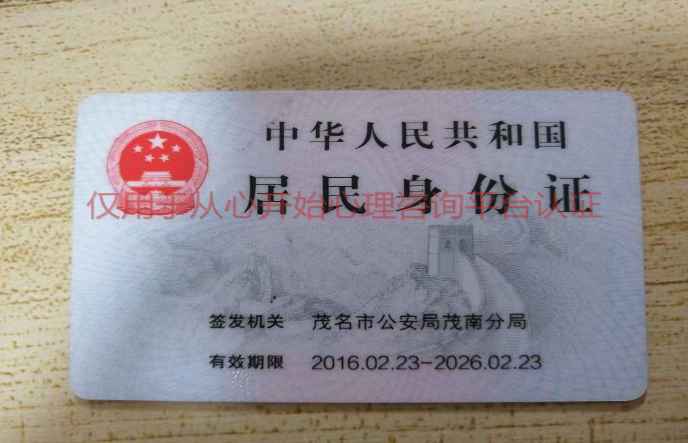 中华人民共和国
居民身份证
仅用于从心开始心理咨询平台认证
签发机关 茂名市公安局茂南分局
有效期限 2016.02.23-2026.02.23